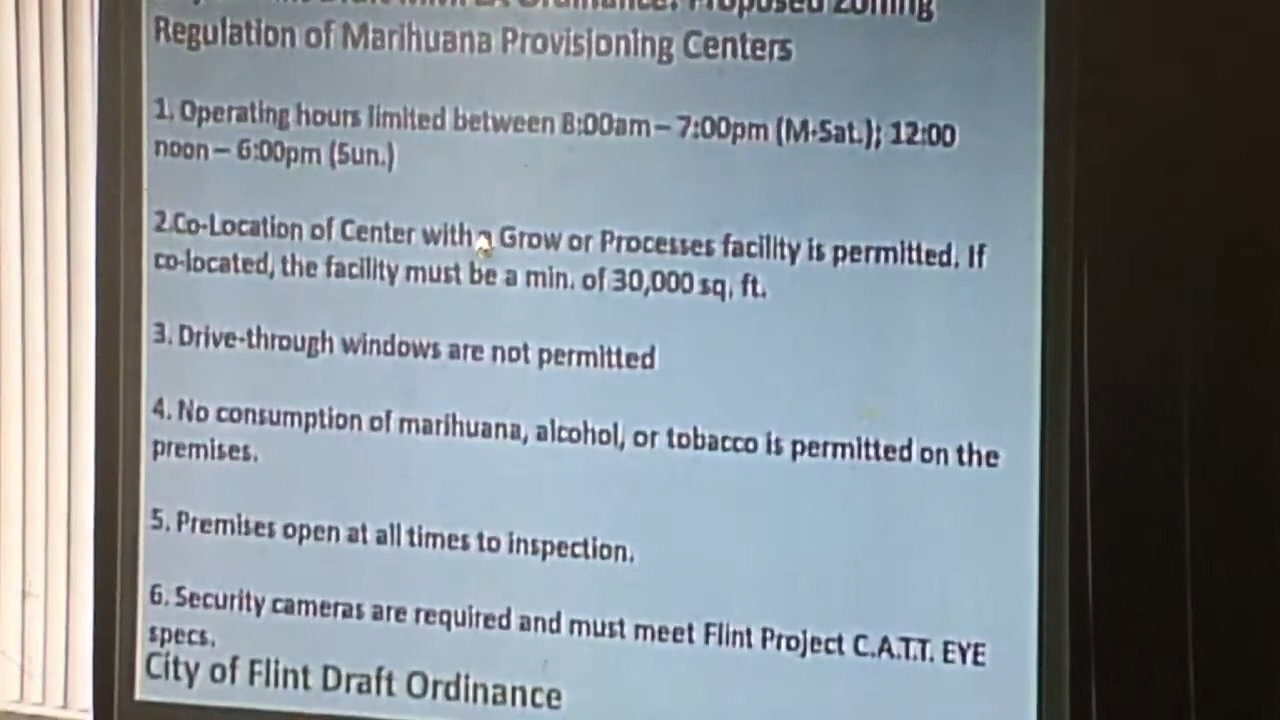 Ordinance: Proposed Zoning
Regulation of Marihuana Provisioning Centers
1. Operating hours limited between 8:00am – 7:00pm (M-Sat.); 12:00
noon – 6:00pm (Sun.)
2.Co-Location of Center with a Grow or Processes facility is permitted. If
co-located, the facility must be a min. of 30,000 sq. ft.
3. Drive-through windows are not permitted
4. No consumption of marihuana, alcohol, or tobacco is permitted on the
premises.
5. Premises open at all times to inspection.
6. Security cameras are required and must meet Flint Project C.A.T.T. EYE
specs.
City of Flint Draft Ordinance